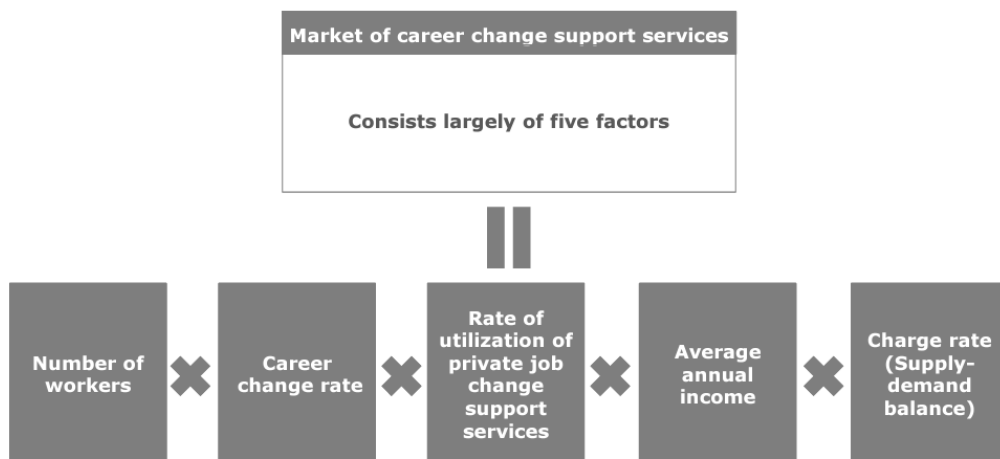 Market of career change support services
Consists largely of five factors
Number of
workers
Career
change rate
Rate of
utilization of
private job
change
support
services
Average
annual
income
Charge rate
(Supply-
demand
balance)